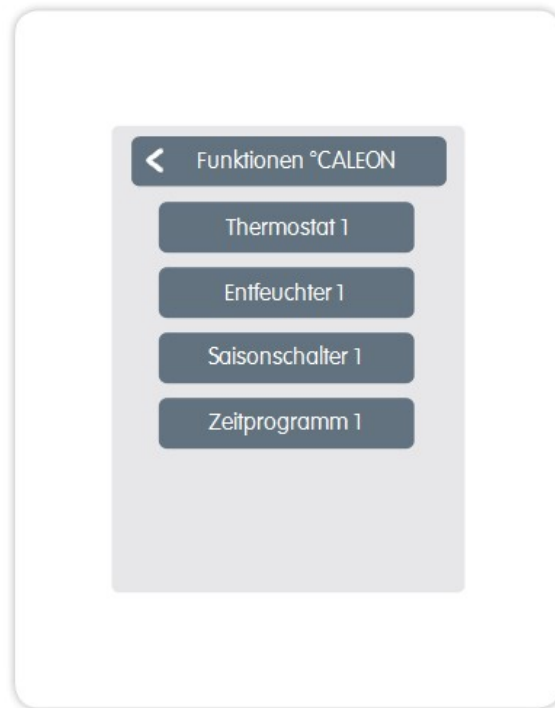 Funktionen °CALEON
Thermostat 1
Entfeuchter 1
Saisonschalter 1
Zeitprogramm 1